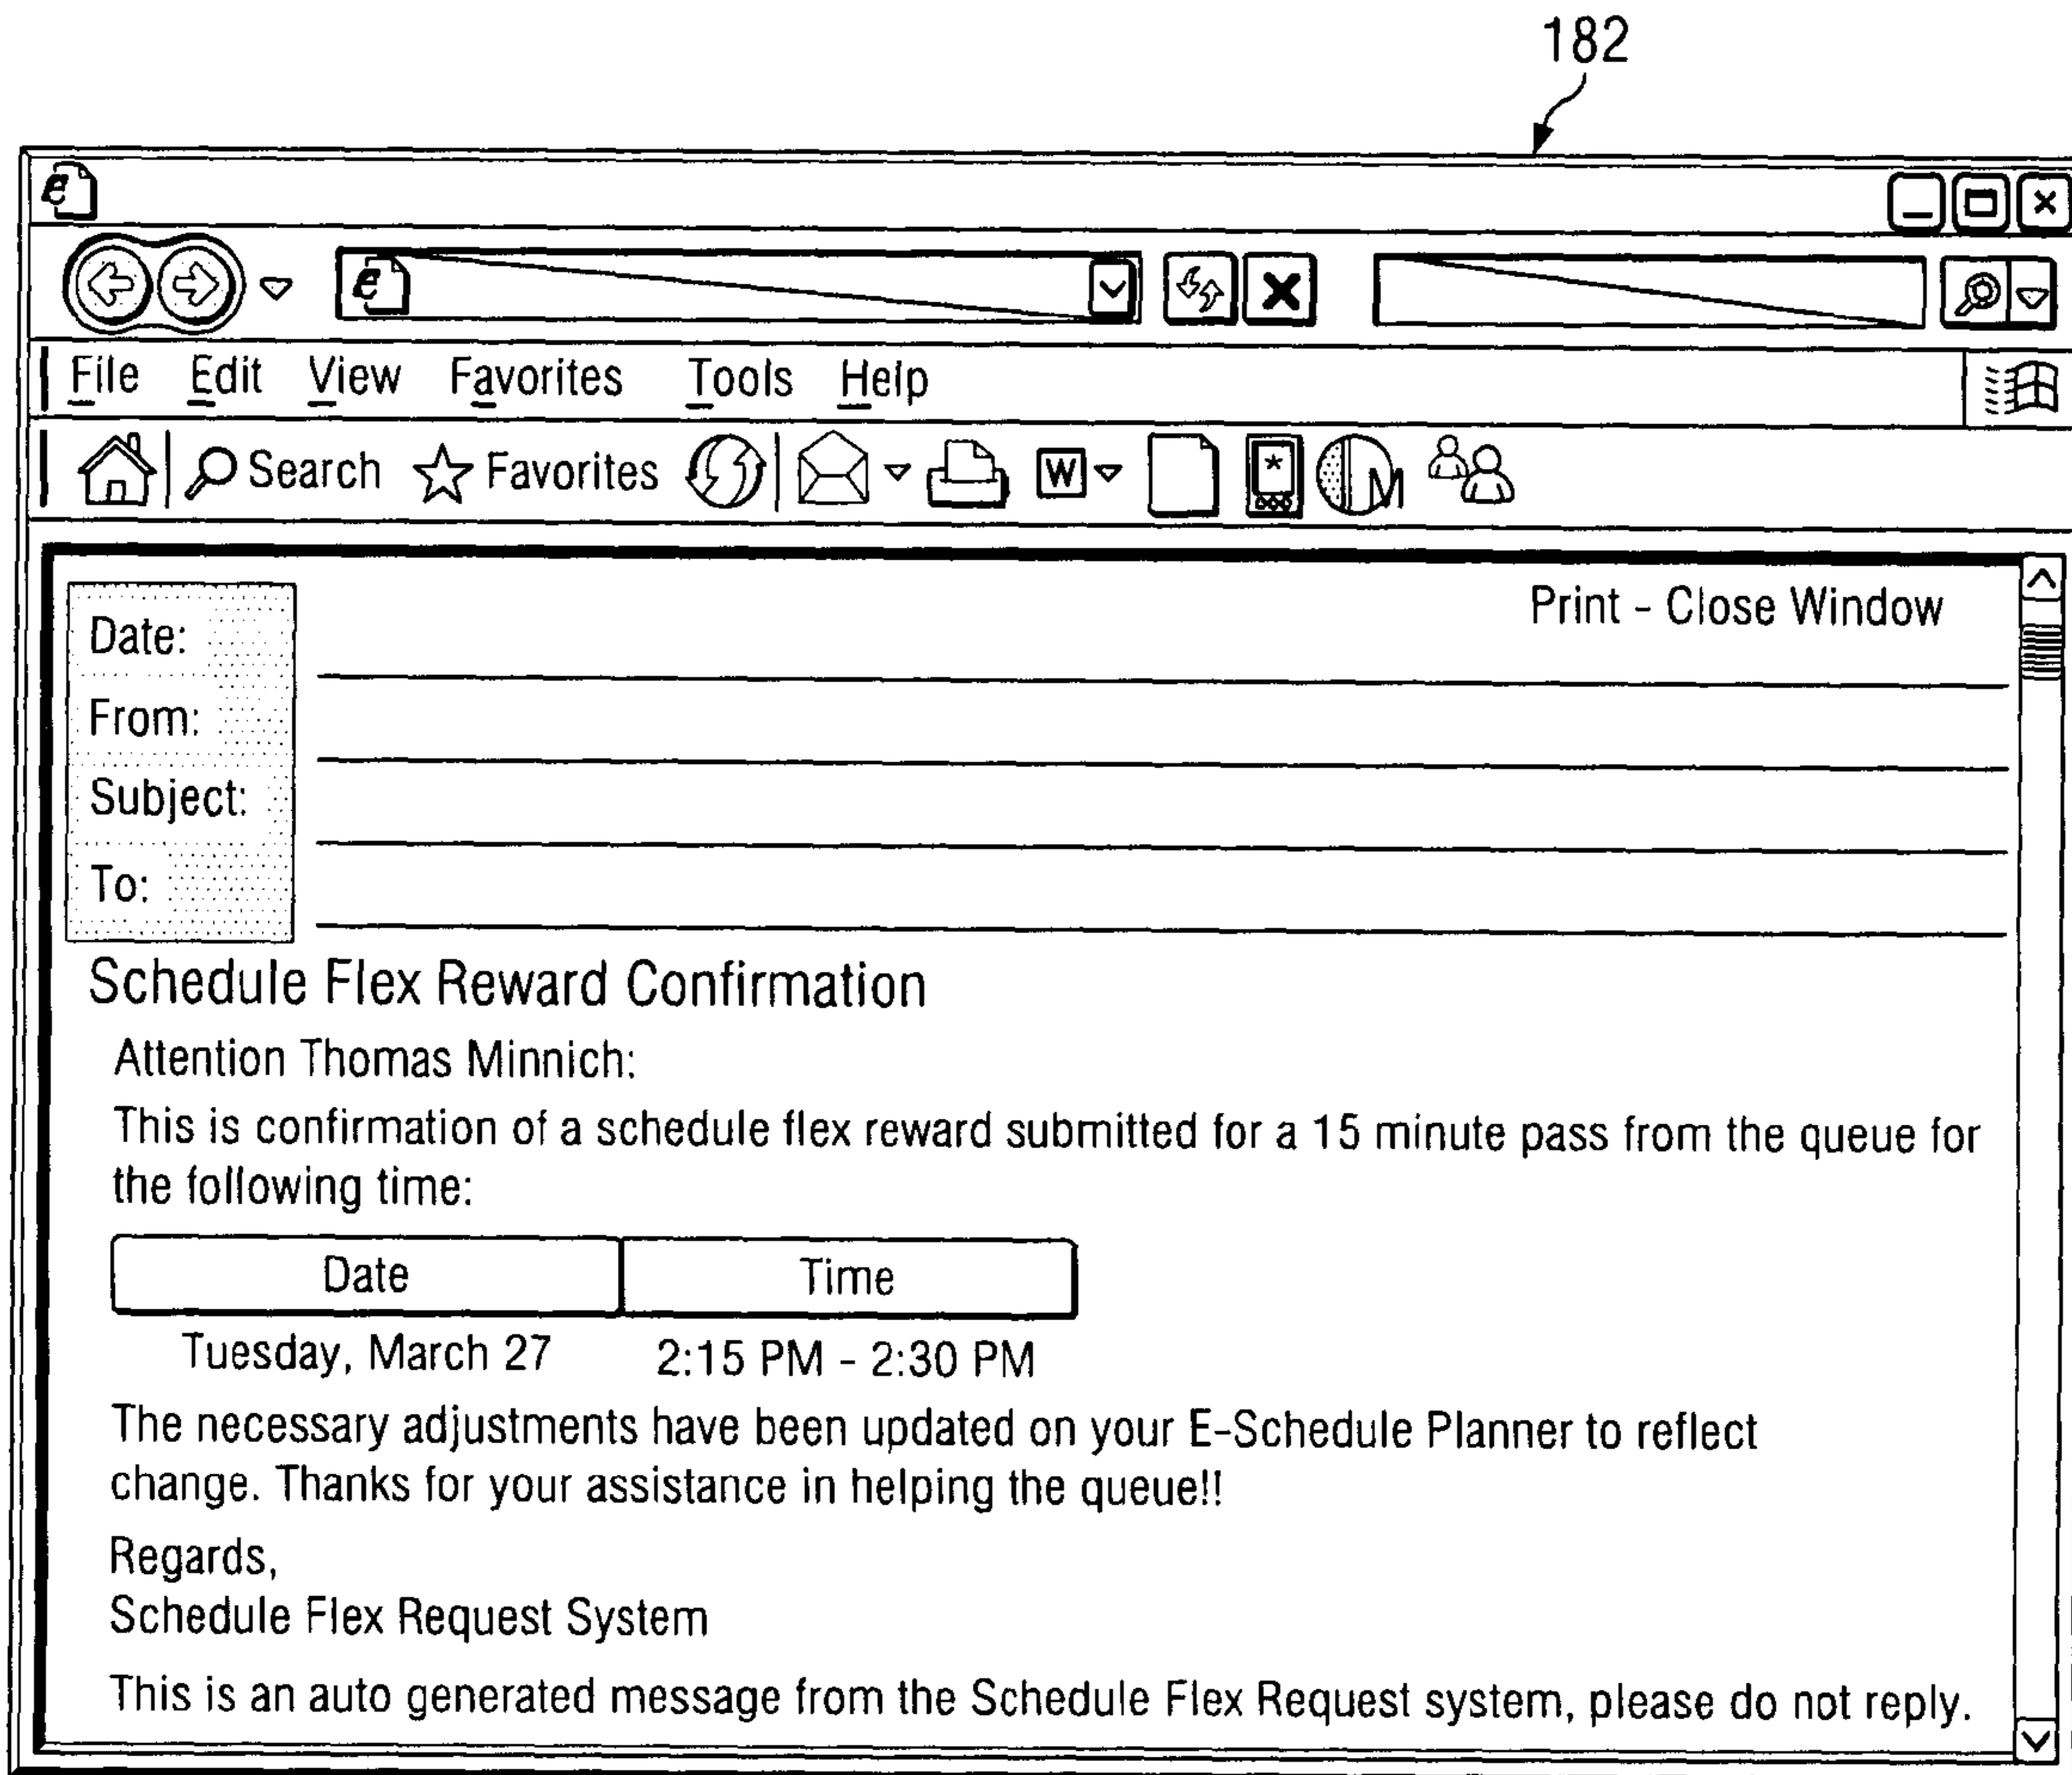 182
File Edit View Favorites Tools Help
Search Favorites W M
Print - Close Window
Date:
From:
Subject:
To:
Schedule Flex Reward Confirmation
Attention Thomas Minnich:
This is confirmation of a schedule flex reward submitted for a 15 minute pass from the queue for
the following time:
Date Time
Tuesday, March 27 2:15 PM - 2:30 PM
The necessary adjustments have been updated on your E-Schedule Planner to reflect
change. Thanks for your assistance in helping the queue!!
Regards,
Schedule Flex Request System
This is an auto generated message from the Schedule Flex Request system, please do not reply.